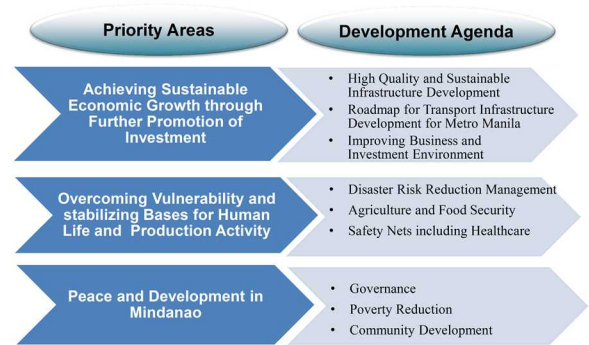 Priority Areas
Development Agenda
Achieving Sustainable
Economic Growth through
Further Promotion of
Investment
• High Quality and Sustainable
Infrastructure Development
• Roadmap for Transport Infrastructure
Development for Metro Manila
• Improving Business and
Investment Environment
Overcoming Vulnerability and
stabilizing Bases for Human
Life and Production Activity
• Disaster Risk Reduction Management
• Agriculture and Food Security
• Safety Nets including Healthcare
Peace and Development in
Mindanao
• Governance
• Poverty Reduction
• Community Development